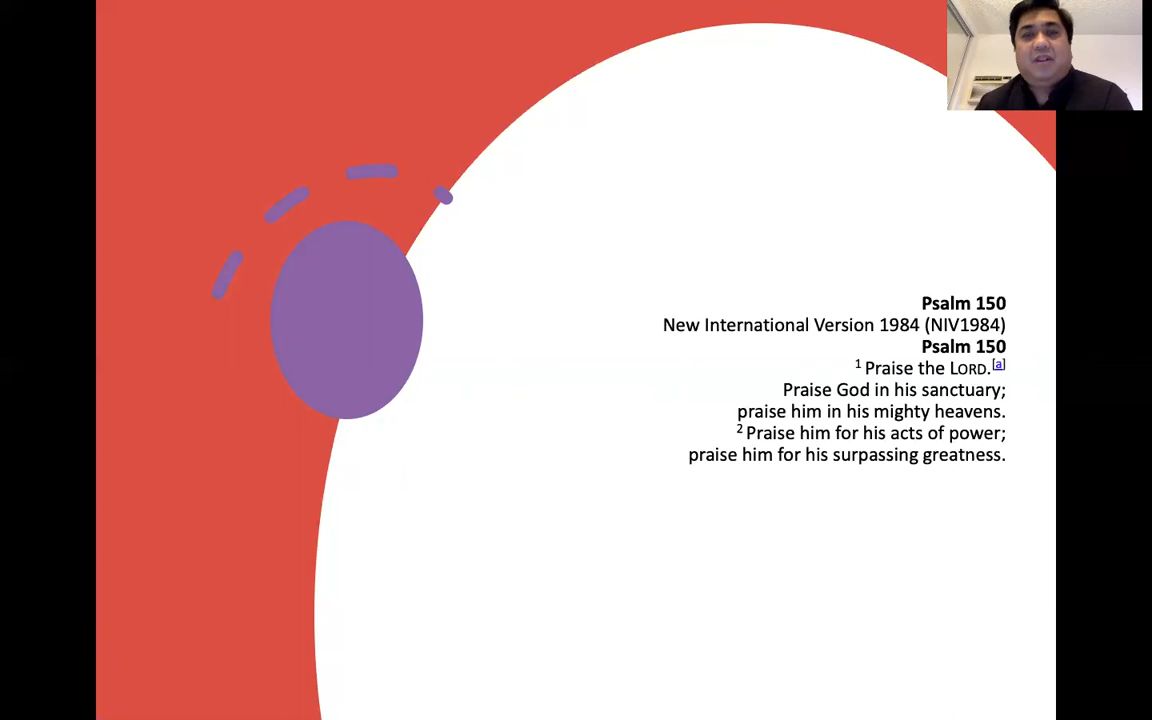 Psalm 150
New International Version 1984 (NIV1984)
Psalm 150
1 Praise the LORD.[a]
Praise God in his sanctuary;
praise him in his mighty heavens.
2 Praise him for his acts of power;
praise him for his surpassing greatness.